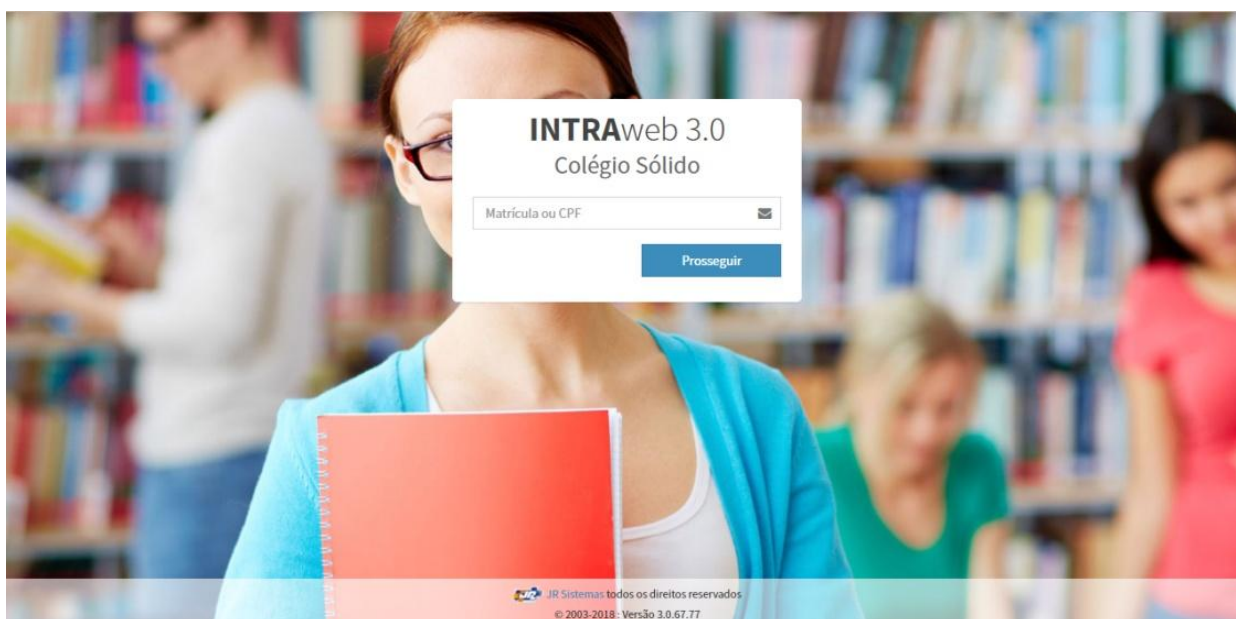 INTRAweb 3.0
Colégio Sólido
Matrícula ou CPF
Prosseguir
JR Sistemas todos os direitos reservados
© 2003-2018 : Versão 3.0.67.77